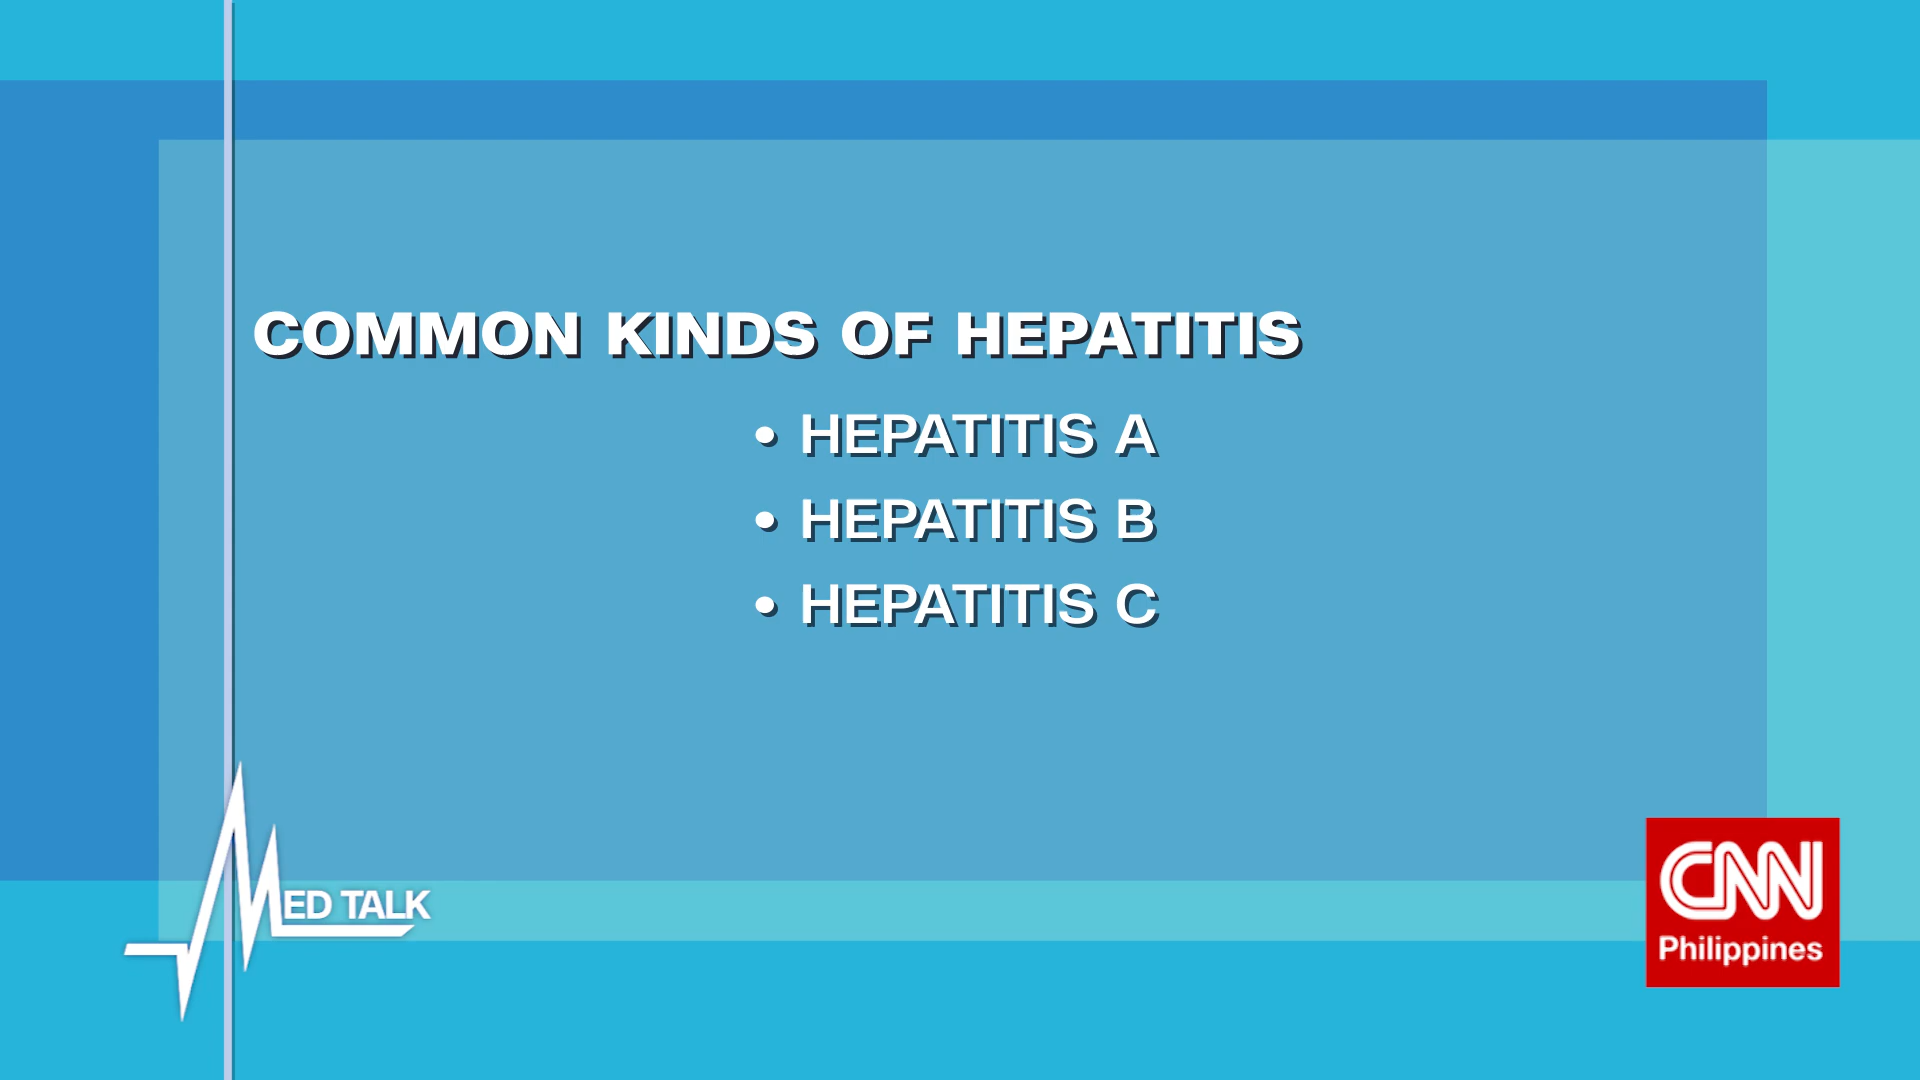 COMMON KINDS OF HEPATITIS
• HEPATITIS A
• HEPATITIS B
• HEPATITIS C
MED TALK
CNN
Philippines